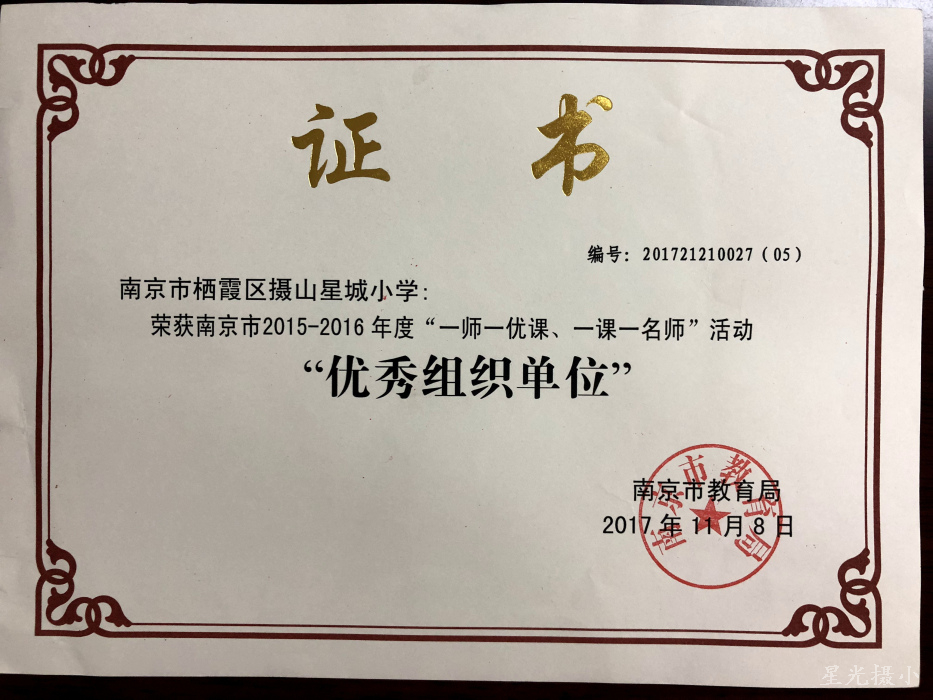 证书
编号：201721210027（05）
南京市栖霞区摄山星城小学：
荣获南京市2015-2016年度“一师一优课、一课一名师”活动
“优秀组织单位”
南京市教育局
2017年11月8日
南京市教育局
星光摄小